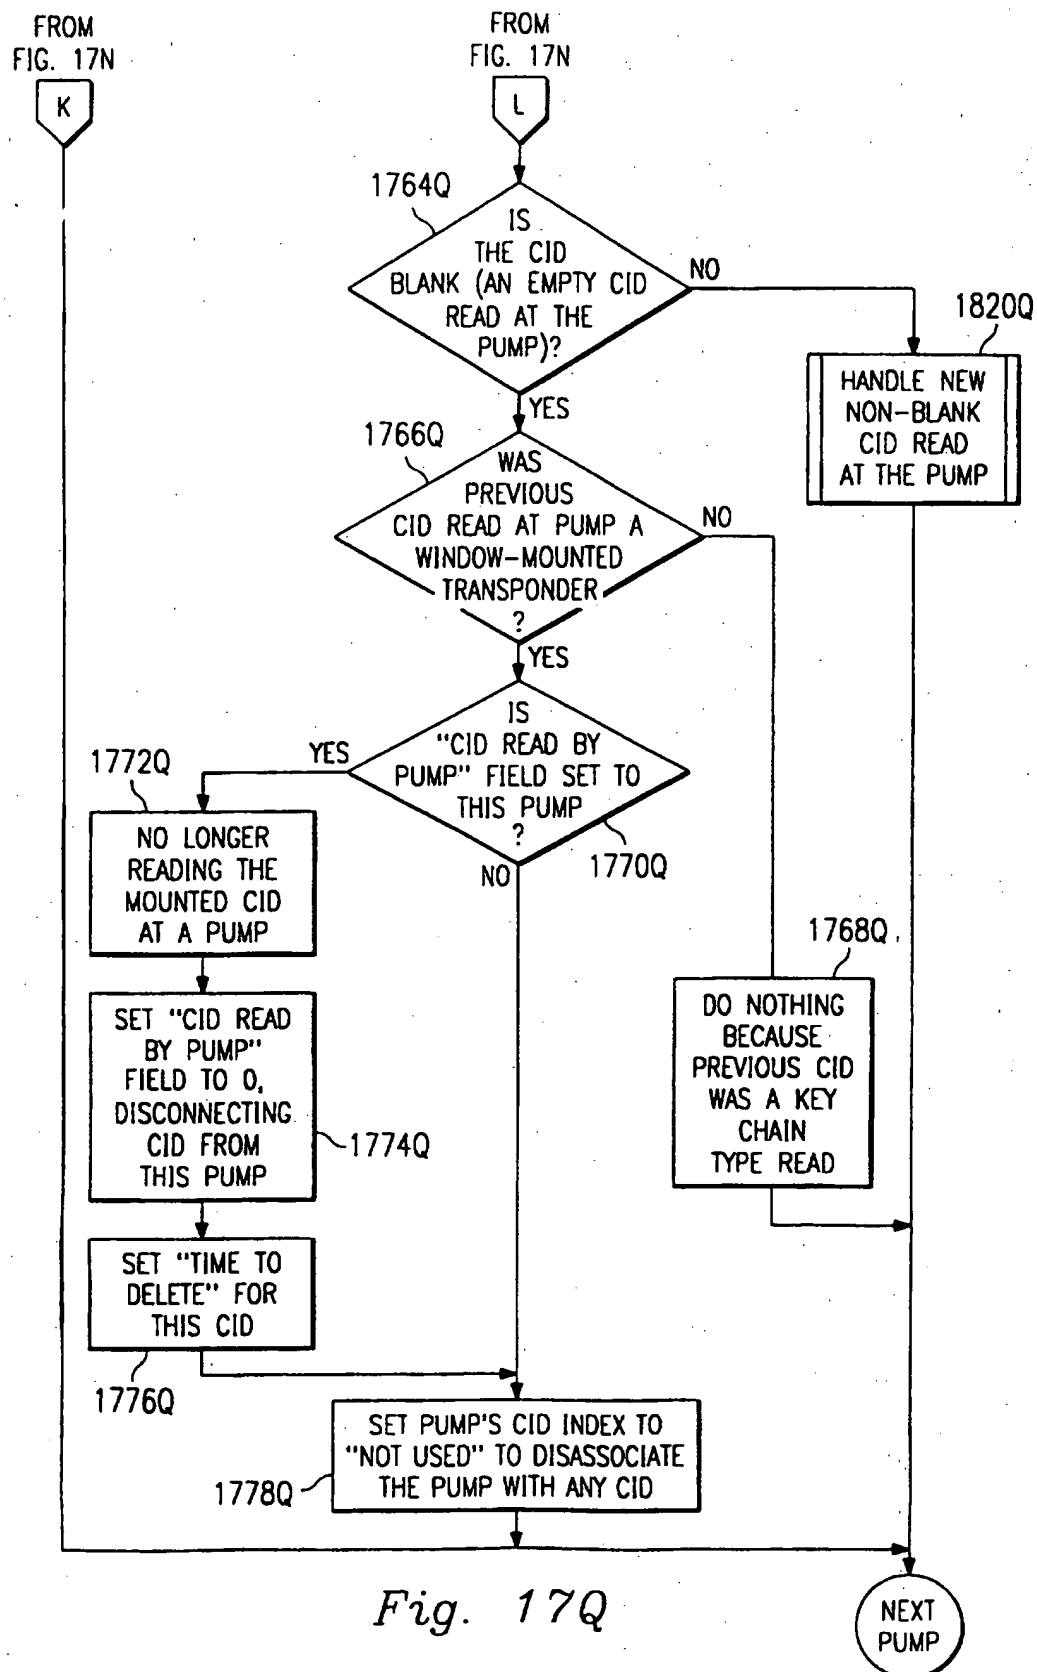 FROM
FIG. 17N
K
FROM
FIG. 17N
L
1764Q
IS
THE CID
BLANK (AN EMPTY CID
READ AT THE
PUMP)?
NO
YES
1820Q
HANDLE NEW
NON-BLANK
CID READ
AT THE PUMP
1766Q
WAS
PREVIOUS
CID READ AT PUMP A
WINDOW-MOUNTED
TRANSPONDER
?
NO
YES
IS
"CID READ BY
PUMP" FIELD SET TO
THIS PUMP
?
YES
NO
1770Q
1772Q
NO LONGER
READING THE
MOUNTED CID
AT A PUMP
1768Q
DO NOTHING
BECAUSE
PREVIOUS CID
WAS A KEY
CHAIN
TYPE READ
SET "CID READ
BY PUMP"
FIELD TO 0,
DISCONNECTING
CID FROM
THIS PUMP
1774Q
SET "TIME TO
DELETE" FOR
THIS CID
1776Q
SET PUMP'S CID INDEX TO
"NOT USED" TO DISASSOCIATE
THE PUMP WITH ANY CID
1778Q
NEXT
PUMP
Fig. 17Q